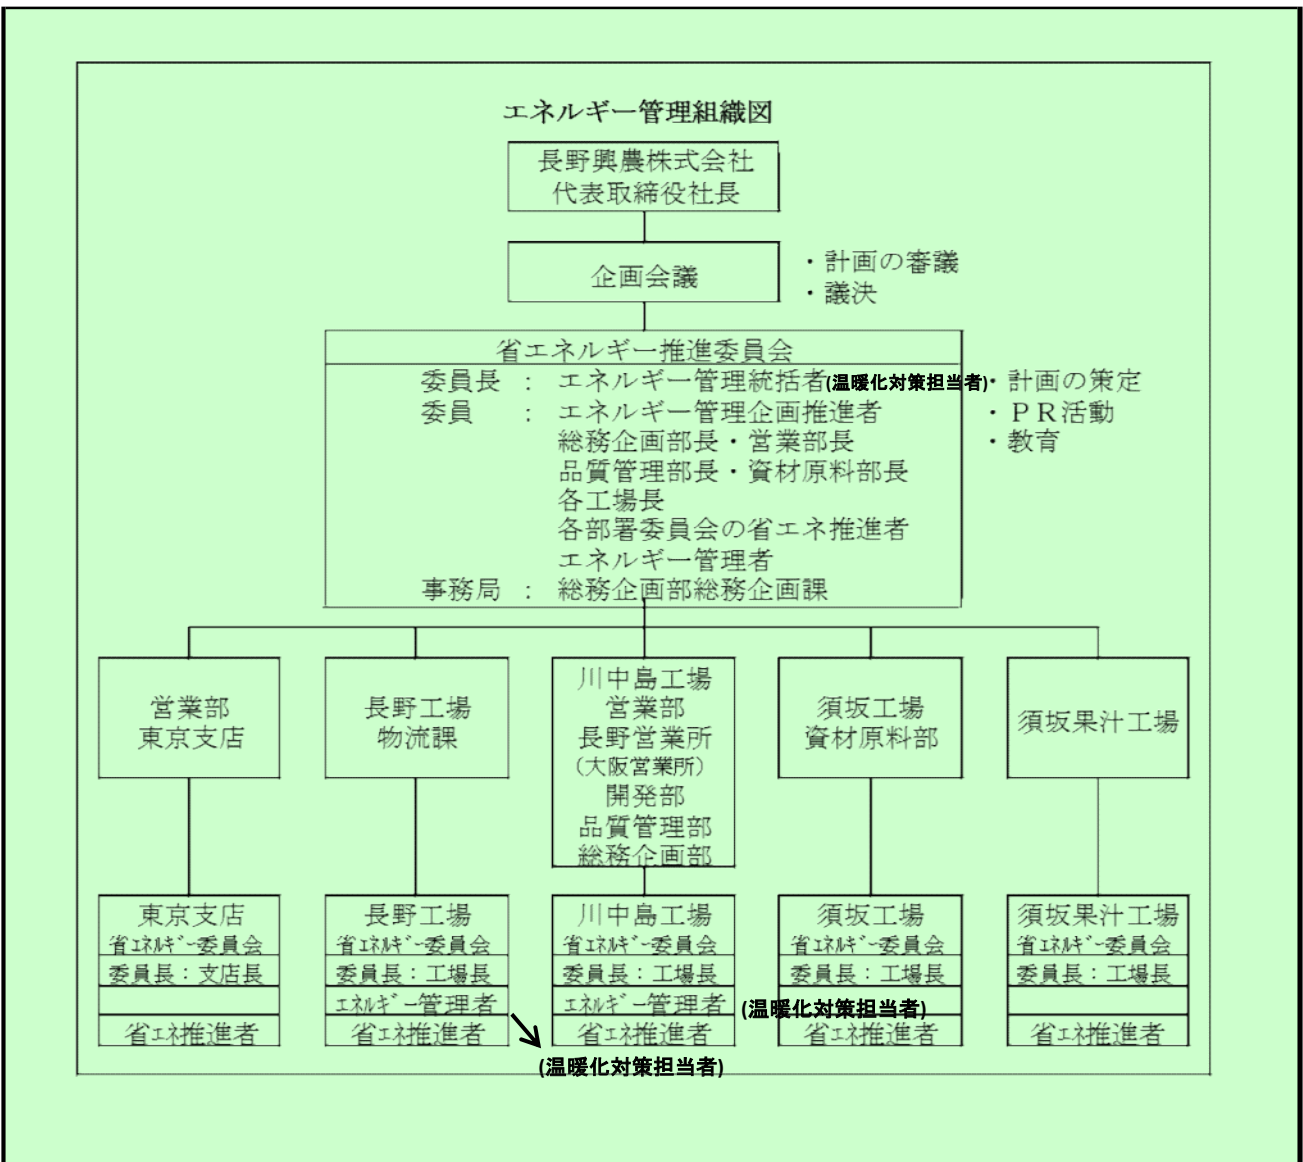 エネルギー管理組織図
長野興農株式会社
代表取締役社長
企画会議
・計画の審議
・議決
省エネルギー推進委員会
委員長 : エネルギー管理統括者(温暖化対策担当者)
委員 : エネルギー管理企画推進者
総務企画部長・営業部長
品質管理部長・資材原料部長
各工場長
各部署委員会の省エネ推進者
エネルギー管理者
事務局 : 総務企画部総務企画課
・計画の策定
・PR活動
・教育
営業部
東京支店
長野工場
物流課
川中島工場
営業部
長野営業所
(大阪営業所)
開発部
品質管理部
総務企画部
須坂工場
資材原料部
須坂果汁工場
東京支店
省エネルギー委員会
委員長:支店長
省エネ推進者
長野工場
省エネルギー委員会
委員長:工場長
エネルギー管理者
省エネ推進者
(温暖化対策担当者)
川中島工場
省エネルギー委員会
委員長:工場長
エネルギー管理者
(温暖化対策担当者)
省エネ推進者
須坂工場
省エネルギー委員会
委員長:工場長
省エネ推進者
須坂果汁工場
省エネルギー委員会
委員長:工場長
省エネ推進者